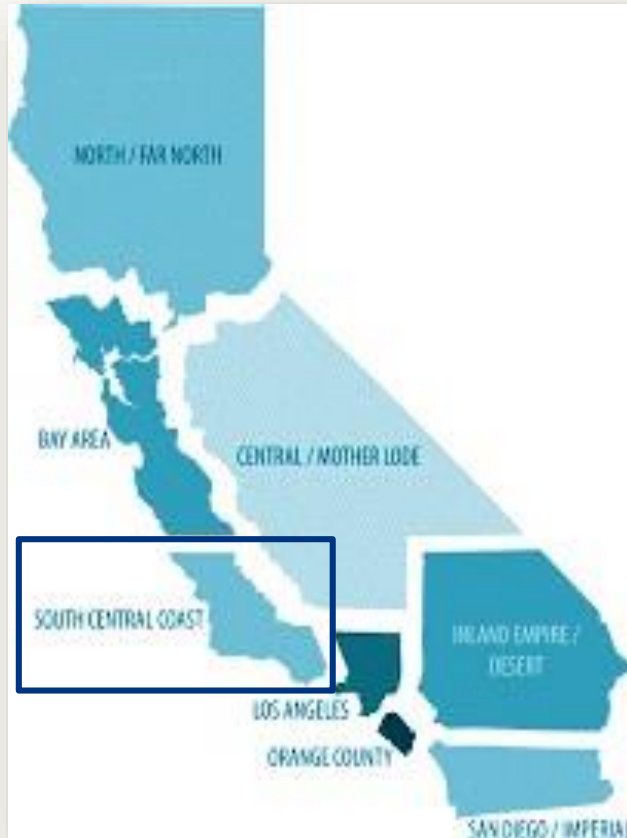 NORTH / FAR NORTH
BAY AREA
CENTRAL / MOTHER LODE
SOUTH CENTRAL COAST
INLAND EMPIRE /
DESERT
LOS ANGELES
ORANGE COUNTY
SAN DIEGO / IMPERIAL